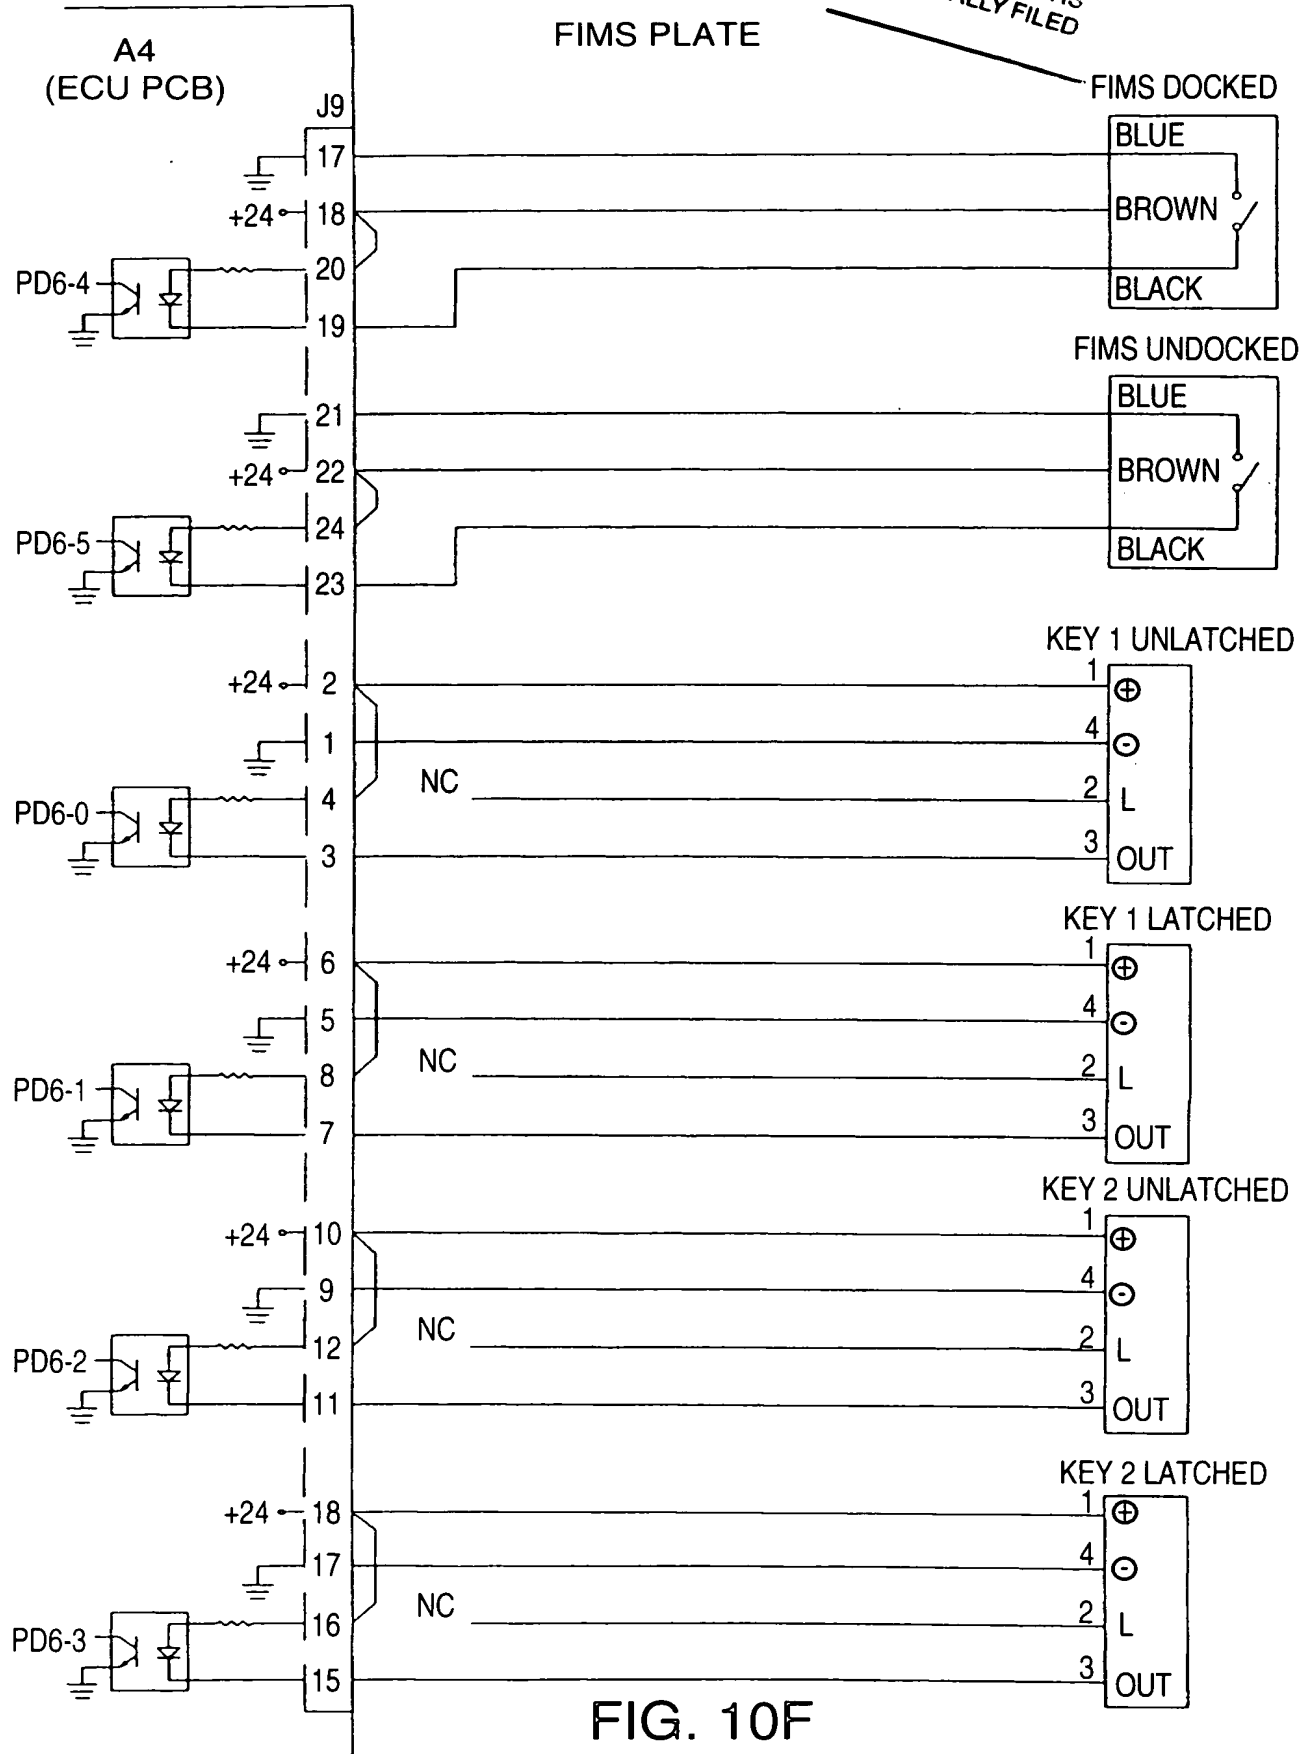 ALLY FILED
FIMS PLATE
A4
(ECU PCB)
J9
FIMS DOCKED
17
BLUE
+24
18
BROWN
PD6-4
20
BLACK
19
FIMS UNDOCKED
21
BLUE
+24
22
BROWN
PD6-5
24
BLACK
23
KEY 1 UNLATCHED
+24
2
1
+
1
4
-
PD6-0
4
NC
2
L
3
3
OUT
KEY 1 LATCHED
+24
6
1
+
5
4
-
PD6-1
8
NC
2
L
7
3
OUT
KEY 2 UNLATCHED
+24
10
1
+
9
4
-
PD6-2
12
NC
2
L
11
3
OUT
KEY 2 LATCHED
+24
18
1
+
17
4
-
PD6-3
16
NC
2
L
15
3
OUT
FIG. 10F